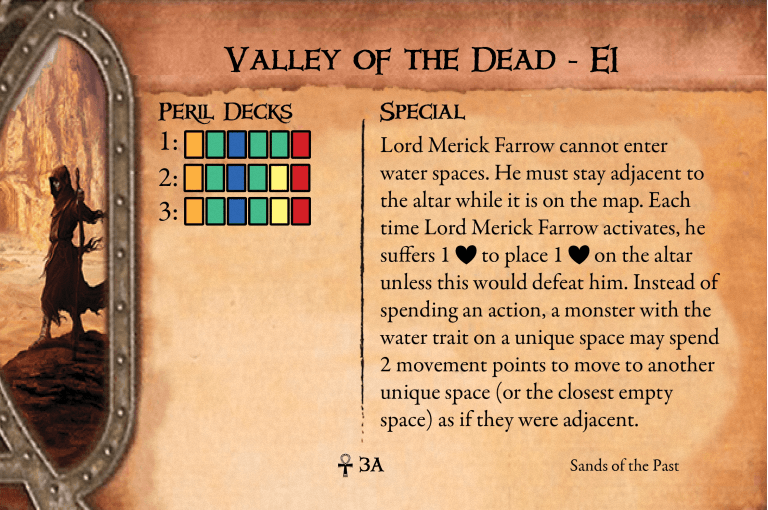 Valley of the Dead - E1
Peril Decks
1:
2:
3:
Special
Lord Merick Farrow cannot enter
water spaces. He must stay adjacent to
the altar while it is on the map. Each
time Lord Merick Farrow activates, he
suffers 1 ♥ to place 1 ♥ on the altar
unless this would defeat him. Instead of
spending an action, a monster with the
water trait on a unique space may spend
2 movement points to move to another
unique space (or the closest empty
space) as if they were adjacent.
☥ 3A
Sands of the Past